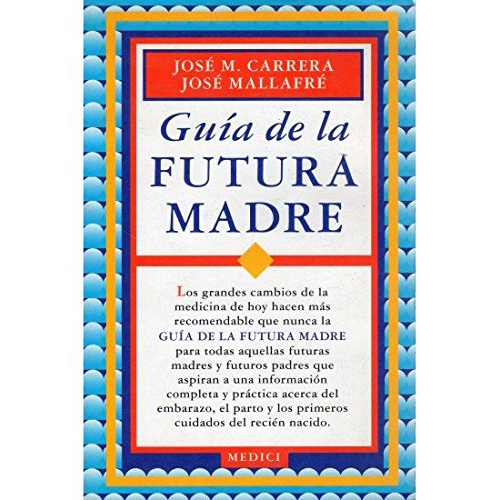 JOSÉ M. CARRERA
JOSÉ MALLAFRÉ
Guía de la
FUTURA
MADRE
Los grandes cambios de la
medicina de hoy hacen más
recomendable que nunca la
GUÍA DE LA FUTURA MADRE
para todas aquellas futuras
madres y futuros padres que
aspiran a una información
completa y práctica acerca del
embarazo, el parto y los primeros
cuidados del recién nacido.
MEDICI